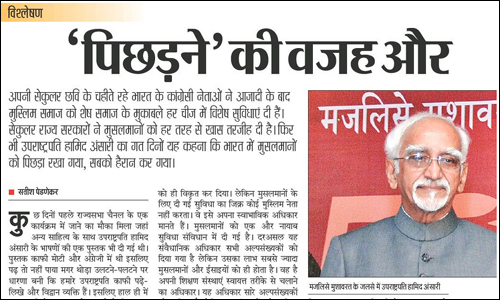 विश्लेषण
‘पिछड़ने’ की वजह और
अपनी सेकुलर छवि के चहीते रहे भारत के कांग्रेसी नेताओं ने आजादी के बाद
मुस्लिम समाज को शेष समाज के मुकाबले हर चीज में विशेष सुविधाएं दी हैं।
सेकुलर राज्य सरकारों ने मुसलमानों को हर तरह से खास तरजीह दी है। फिर
भी उपराष्ट्रपति हामिद अंसारी का गत दिनों यह कहना कि भारत में मुसलमानों
को पिछड़ा रखा गया, सबको हैरान कर गया।
सतीश पेडणेकर
कुछ दिनों पहले राज्यसभा चैनल के एक
कार्यक्रम में जाने का मौका मिला जहां
अन्य साहित्य के साथ उपराष्ट्रपति हामिद
अंसारी के भाषणों की एक पुस्तक भी दी गई थी।
पुस्तक काफी मोटी और अंग्रेजी में थी इसलिए
पढ़ तो नहीं पाया मगर थोड़ा उलटने-पलटने पर
धारणा बनी कि हमारे उपराष्ट्रपति काफी पढ़े-
लिखे और विद्वान व्यक्ति हैं। इसलिए हाल ही में
को ही विकृत कर दिया। लेकिन मुसलमानों के
लिए दी गई सुविधा का जिक्र कोई मुस्लिम नेता
नहीं करता। वे इसे अपना स्वाभाविक अधिकार
मानते हैं। मुसलमानों को एक और नायाब
सुविधा संविधान में दी गई है। दरअसल यह
संवैधानिक अधिकार सभी अल्पसंख्यकों को
दिया गया है लेकिन उसका लाभ सबसे ज्यादा
मुसलमानों और ईसाइयों को ही होता है। वह है
अपनी शिक्षण संस्थाएं स्वायत्त तरीके से चलाने
का अधिकार। यह अधिकार सारे अल्पसंख्यकों
मजलिसे मुशाव
मजलिसे मुशावरत के जलसे में उपराष्ट्रपति हामिद अंसारी